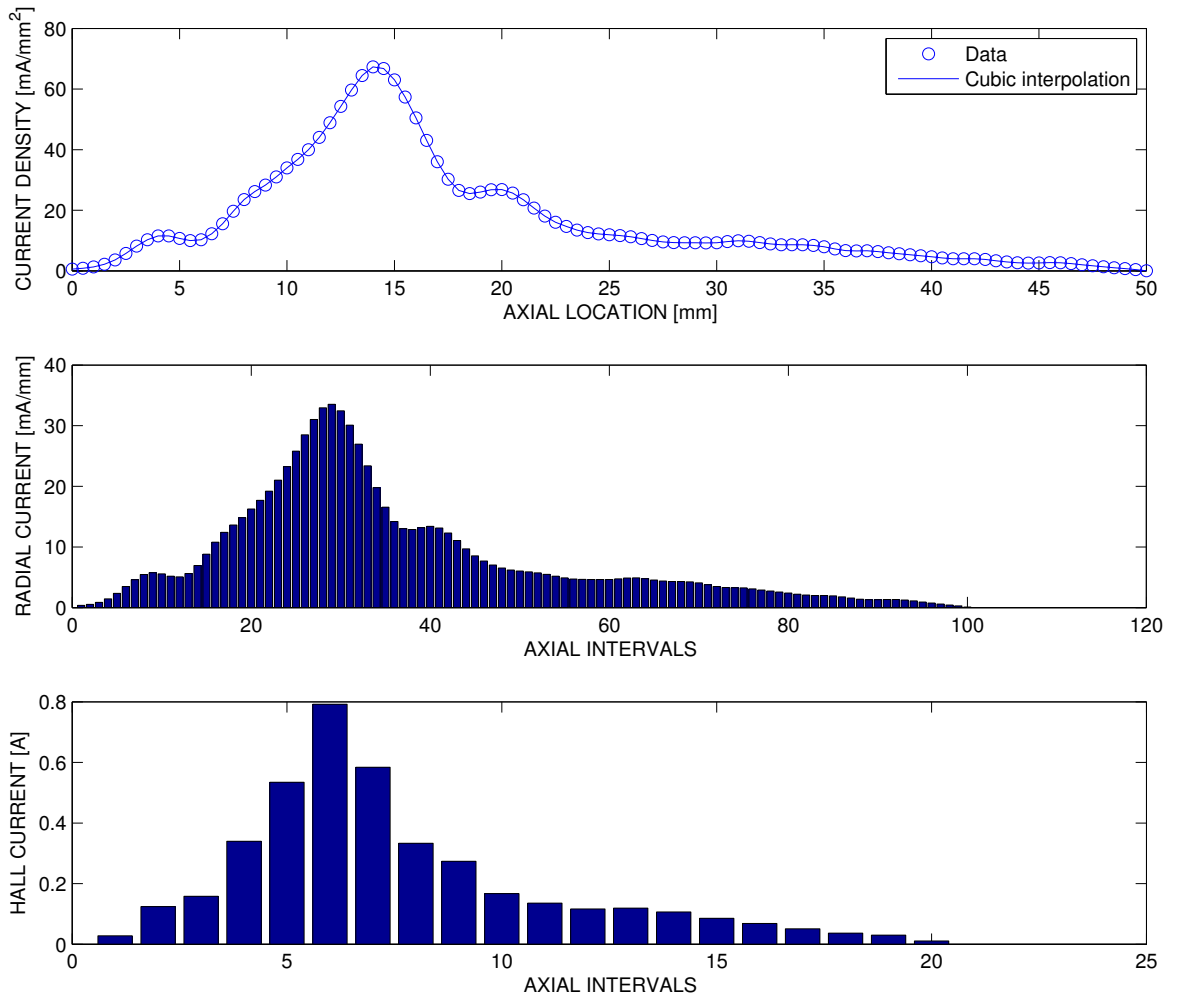 CURRENT DENSITY [mA/mm²]
80
60
40
20
0
Data
Cubic interpolation
0 5 10 15 20 25 30 35 40 45 50
AXIAL LOCATION [mm]
RADIAL CURRENT [mA/mm]
40
30
20
10
0
0 20 40 60 80 100 120
AXIAL INTERVALS
HALL CURRENT [A]
0.8
0.6
0.4
0.2
0
0 5 10 15 20 25
AXIAL INTERVALS